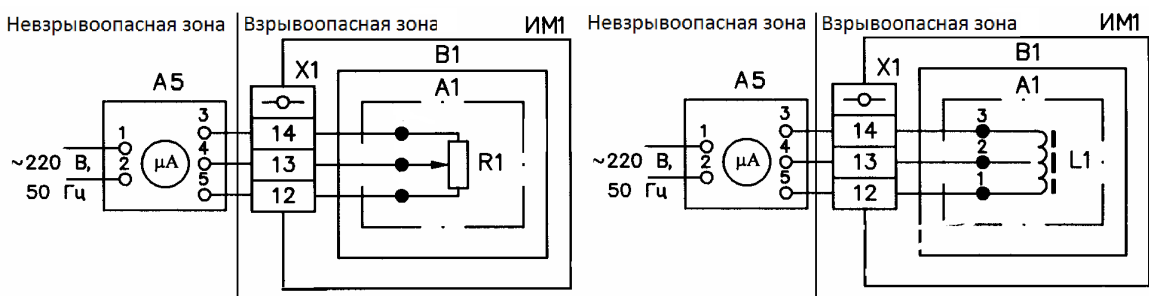 Невзрывоопасная зона
Взрывоопасная зона
ИМ1
B1
X1
A1
A5
3
14
1
4
~220 В,
2
μA
13
R1
5
50 Гц
12
Невзрывоопасная зона
Взрывоопасная зона
ИМ1
B1
X1
A1
A5
3
14
3
1
4
2
~220 В,
2
μA
13
L1
5
1
50 Гц
12